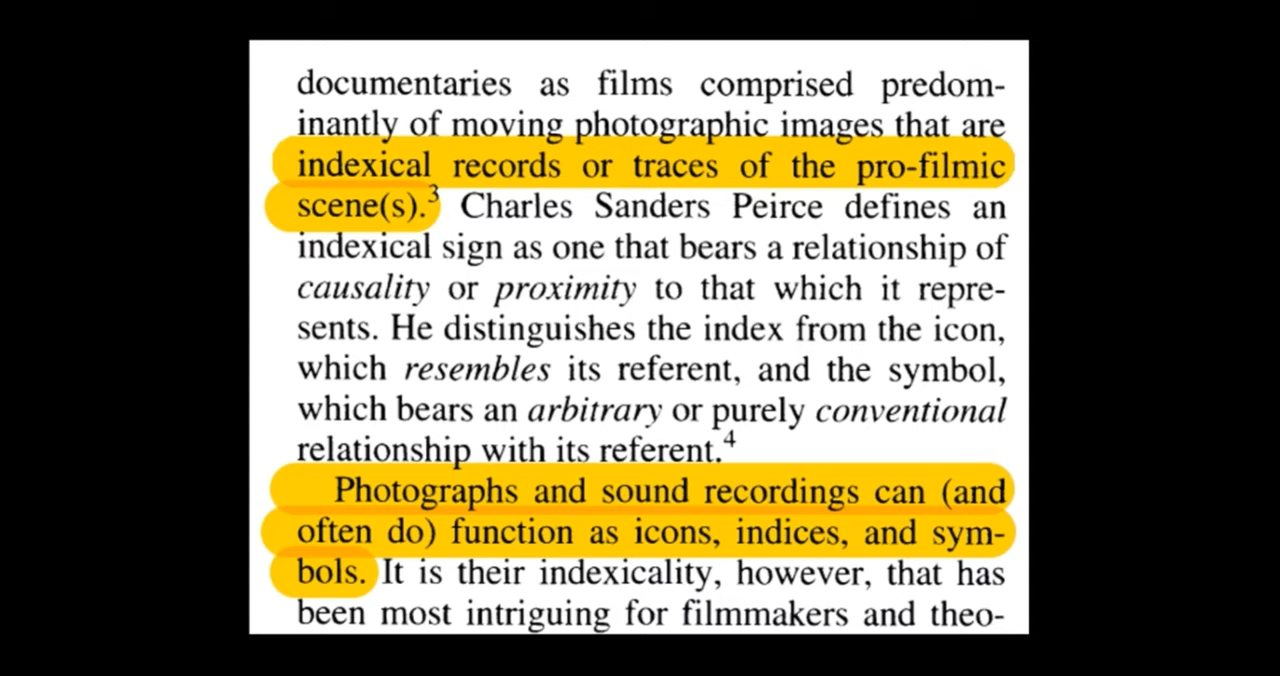 documentaries as films comprised predom-
inantly of moving photographic images that are
indexical records or traces of the pro-filmic
scene(s).³ Charles Sanders Peirce defines an
indexical sign as one that bears a relationship of
causality or proximity to that which it repre-
sents. He distinguishes the index from the icon,
which resembles its referent, and the symbol,
which bears an arbitrary or purely conventional
relationship with its referent.⁴
Photographs and sound recordings can (and
often do) function as icons, indices, and sym-
bols. It is their indexicality, however, that has
been most intriguing for filmmakers and theo-